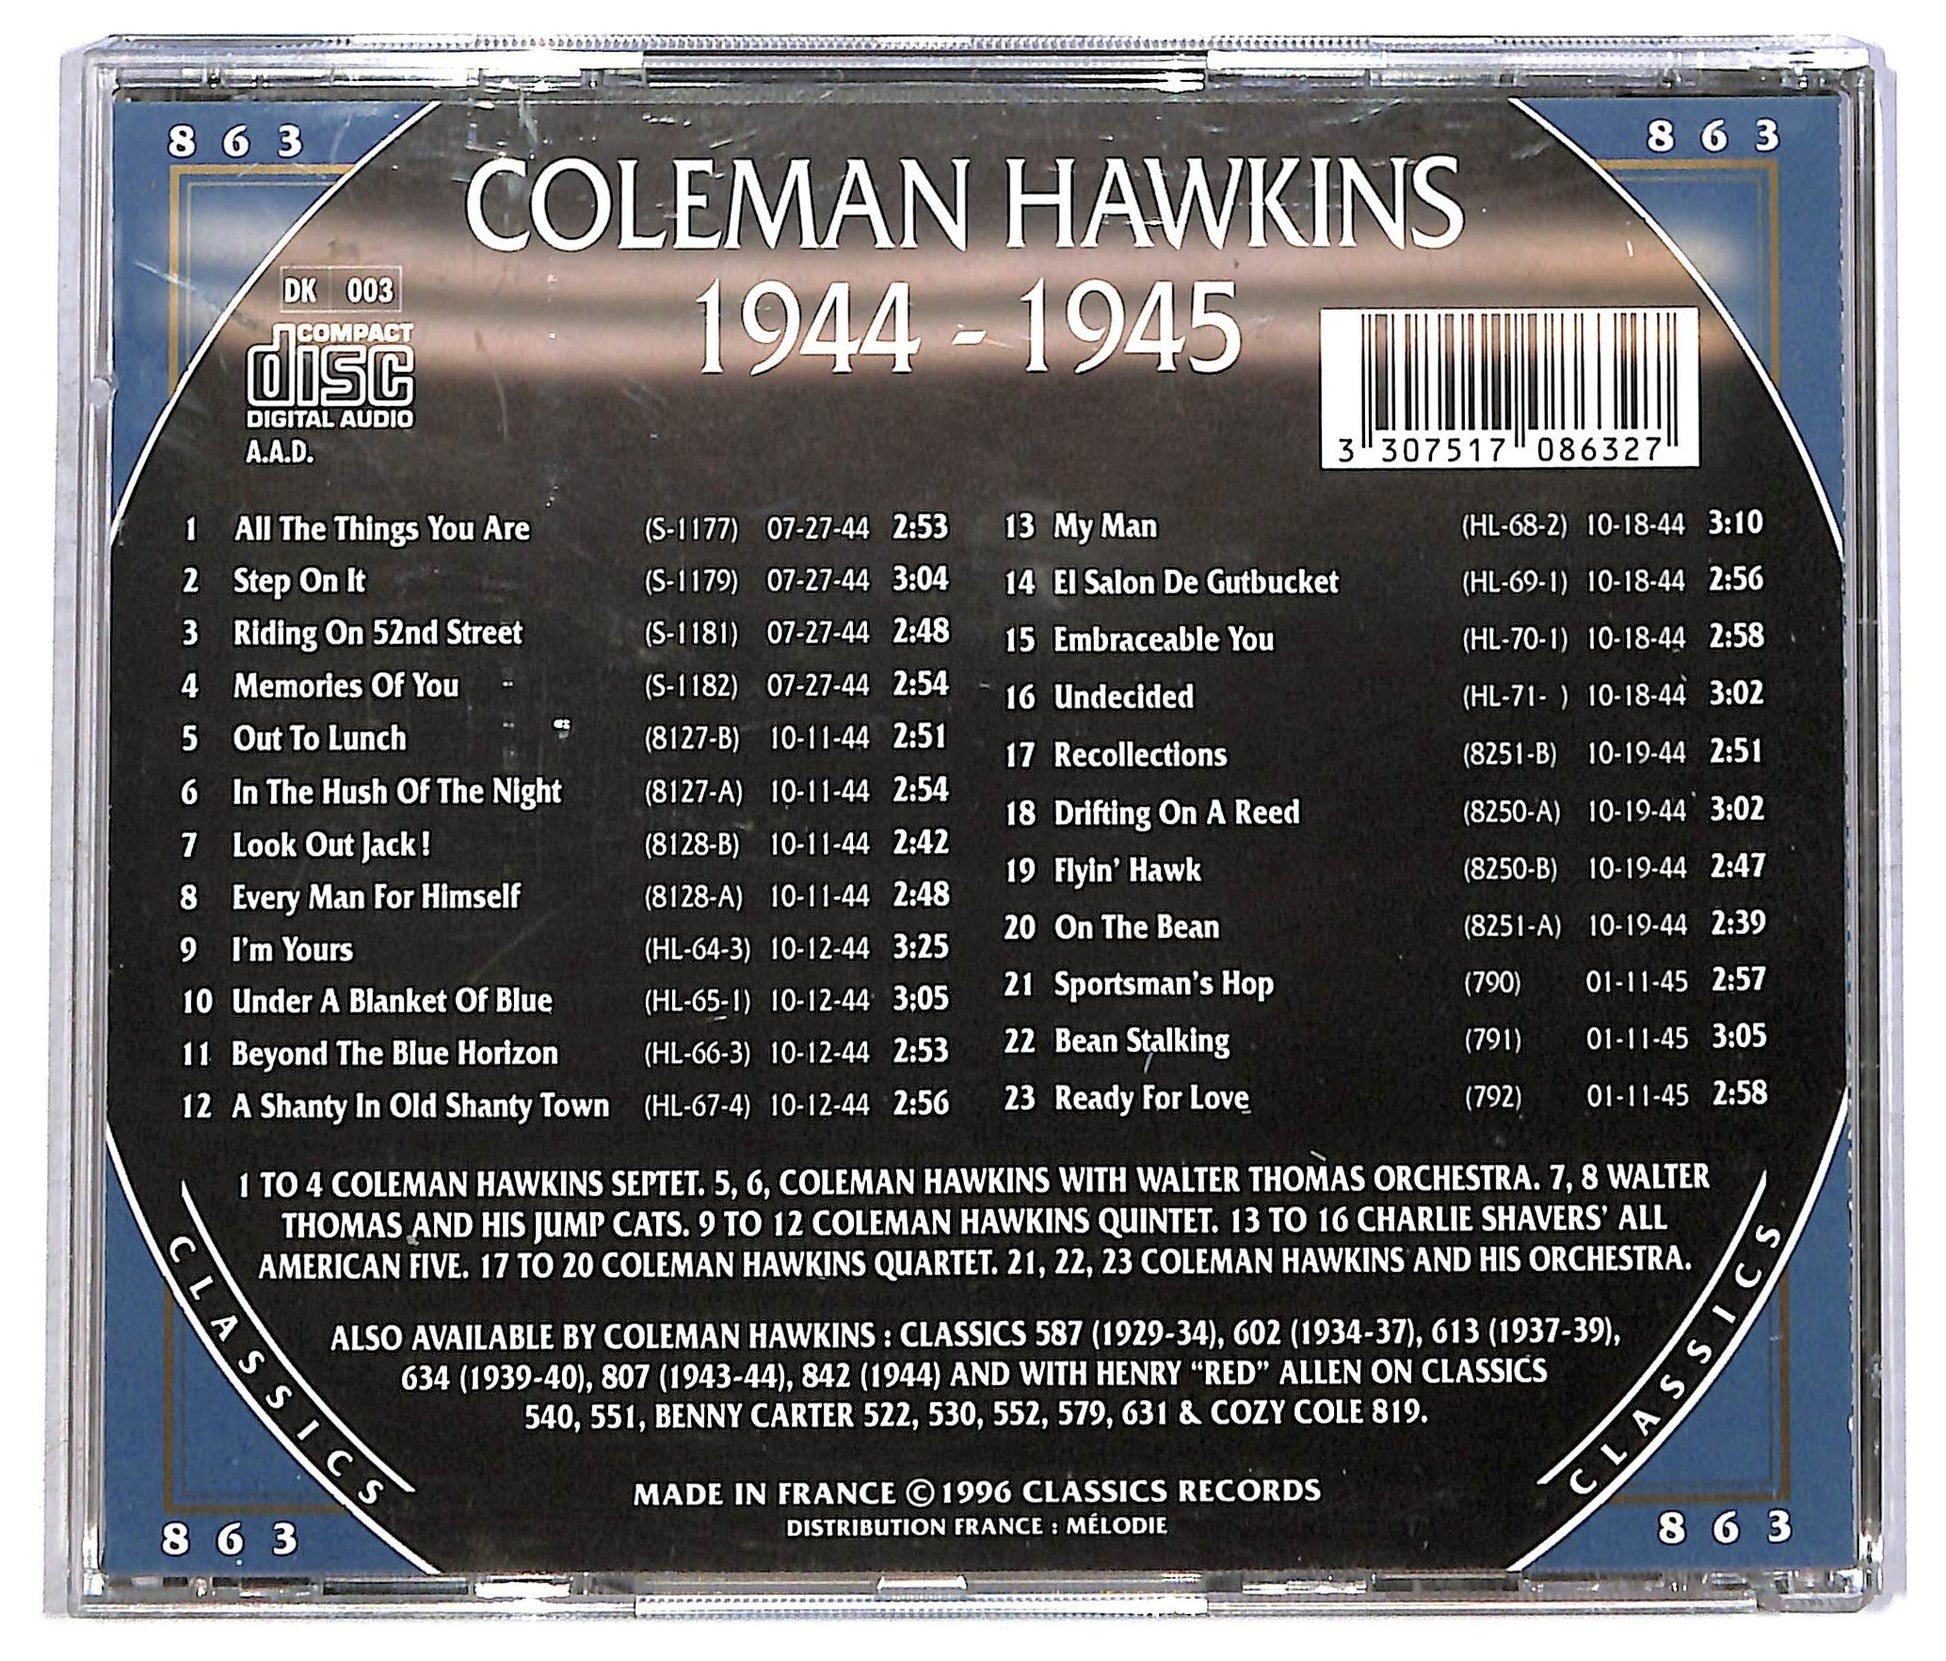 8 6 3
8 6 3
COLEMAN HAWKINS
1944 - 1945
DK 003
COMPACT
disc
DIGITAL AUDIO
A.A.D.
3 307517 086327
1 All The Things You Are (S-1177) 07-27-44 2:53
2 Step On It (S-1179) 07-27-44 3:04
3 Riding On 52nd Street (S-1181) 07-27-44 2:48
4 Memories Of You (S-1182) 07-27-44 2:54
5 Out To Lunch (8127-B) 10-11-44 2:51
6 In The Hush Of The Night (8127-A) 10-11-44 2:54
7 Look Out Jack! (8128-B) 10-11-44 2:42
8 Every Man For Himself (8128-A) 10-11-44 2:48
9 I'm Yours (HL-64-3) 10-12-44 3:25
10 Under A Blanket Of Blue (HL-65-1) 10-12-44 3:05
11 Beyond The Blue Horizon (HL-66-3) 10-12-44 2:53
12 A Shanty In Old Shanty Town (HL-67-4) 10-12-44 2:56
13 My Man (HL-68-2) 10-18-44 3:10
14 El Salon De Gutbucket (HL-69-1) 10-18-44 2:56
15 Embraceable You (HL-70-1) 10-18-44 2:58
16 Undecided (HL-71- ) 10-18-44 3:02
17 Recollections (8251-B) 10-19-44 2:51
18 Drifting On A Reed (8250-A) 10-19-44 3:02
19 Flyin' Hawk (8250-B) 10-19-44 2:47
20 On The Bean (8251-A) 10-19-44 2:39
21 Sportsman's Hop (790) 01-11-45 2:57
22 Bean Stalking (791) 01-11-45 3:05
23 Ready For Love (792) 01-11-45 2:58
1 TO 4 COLEMAN HAWKINS SEPTET. 5, 6, COLEMAN HAWKINS WITH WALTER THOMAS ORCHESTRA. 7, 8 WALTER
THOMAS AND HIS JUMP CATS. 9 TO 12 COLEMAN HAWKINS QUINTET. 13 TO 16 CHARLIE SHAVERS' ALL
AMERICAN FIVE. 17 TO 20 COLEMAN HAWKINS QUARTET. 21, 22, 23 COLEMAN HAWKINS AND HIS ORCHESTRA.
ALSO AVAILABLE BY COLEMAN HAWKINS : CLASSICS 587 (1929-34), 602 (1934-37), 613 (1937-39),
634 (1939-40), 807 (1943-44), 842 (1944) AND WITH HENRY "RED" ALLEN ON CLASSICS
540, 551, BENNY CARTER 522, 530, 552, 579, 631 & COZY COLE 819.
CLASSICS
CLASSICS
MADE IN FRANCE © 1996 CLASSICS RECORDS
DISTRIBUTION FRANCE : MÉLODIE
8 6 3
8 6 3